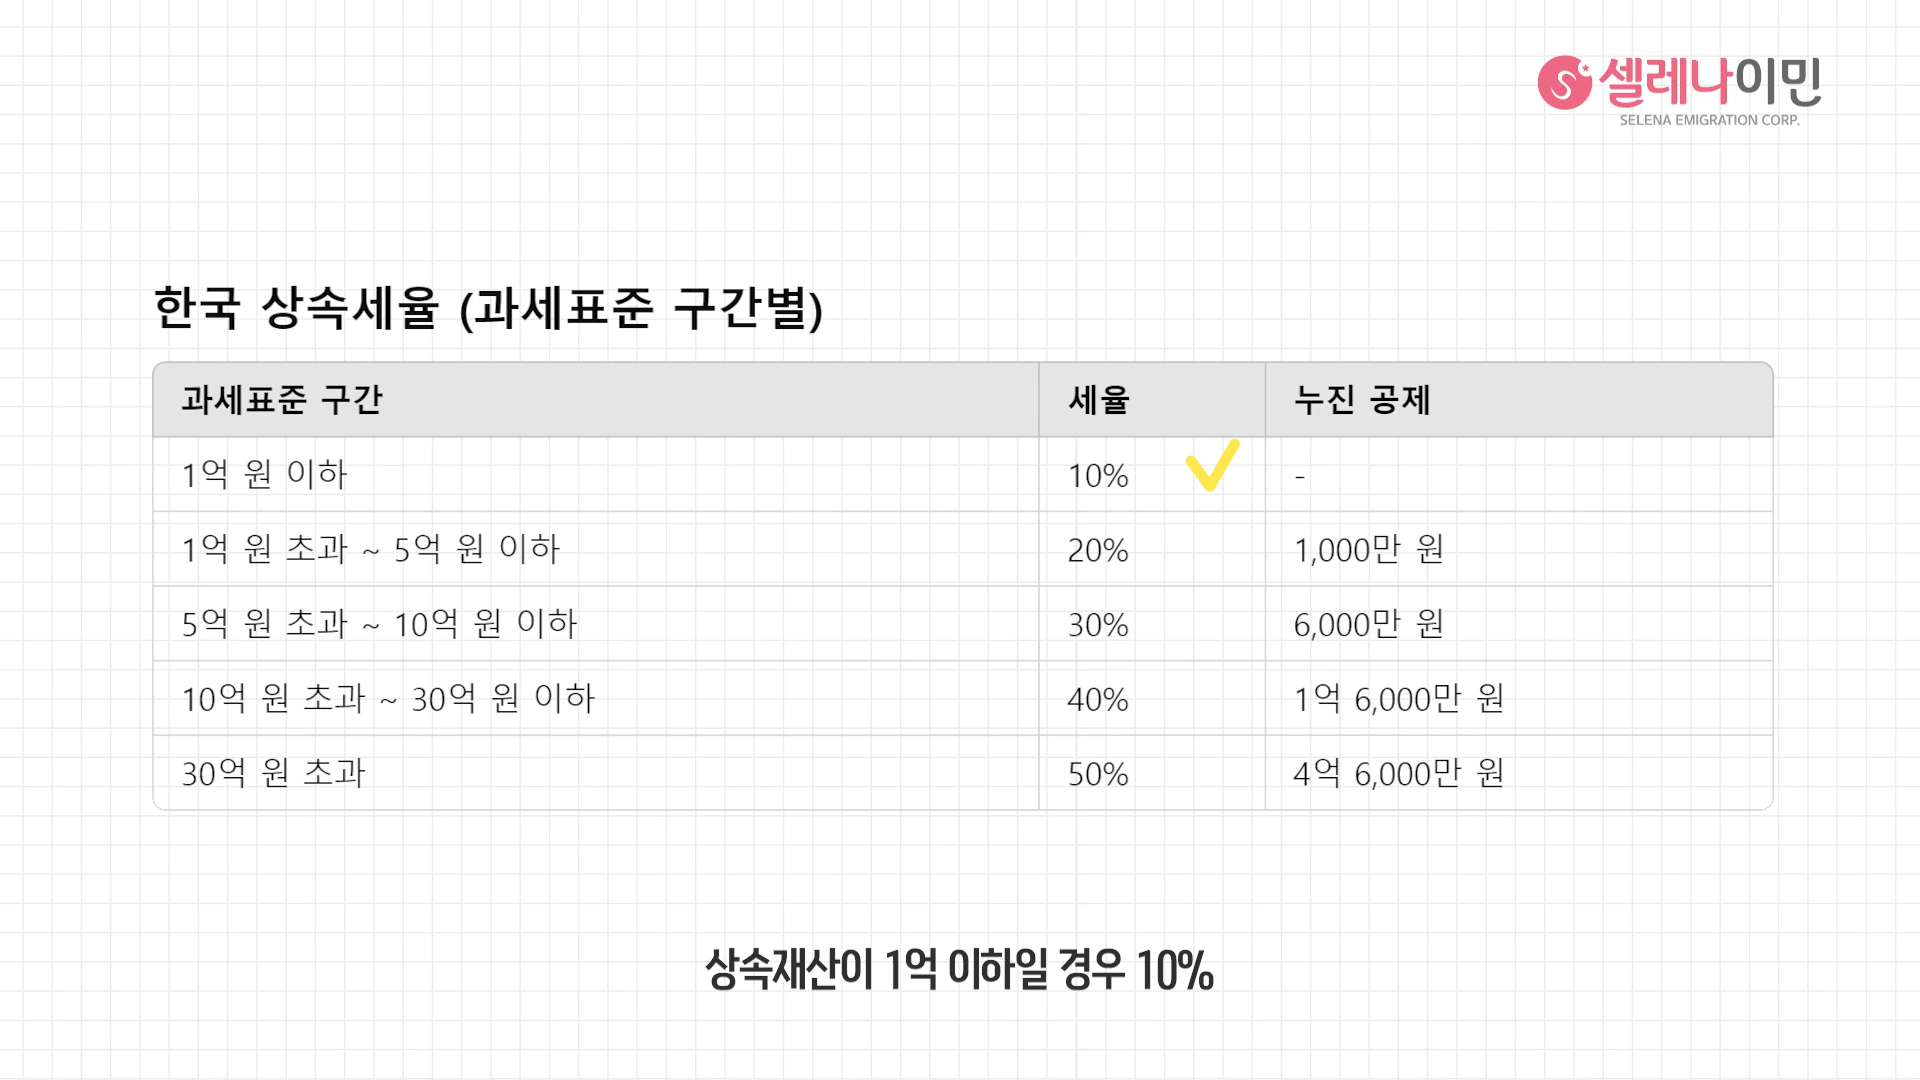 셀레나이민
SELENA EMIGRATION CORP.
한국 상속세율 (과세표준 구간별)
과세표준 구간 세율 누진 공제
1억 원 이하 10% -
1억 원 초과 ~ 5억 원 이하 20% 1,000만 원
5억 원 초과 ~ 10억 원 이하 30% 6,000만 원
10억 원 초과 ~ 30억 원 이하 40% 1억 6,000만 원
30억 원 초과 50% 4억 6,000만 원
상속재산이 1억 이하일 경우 10%